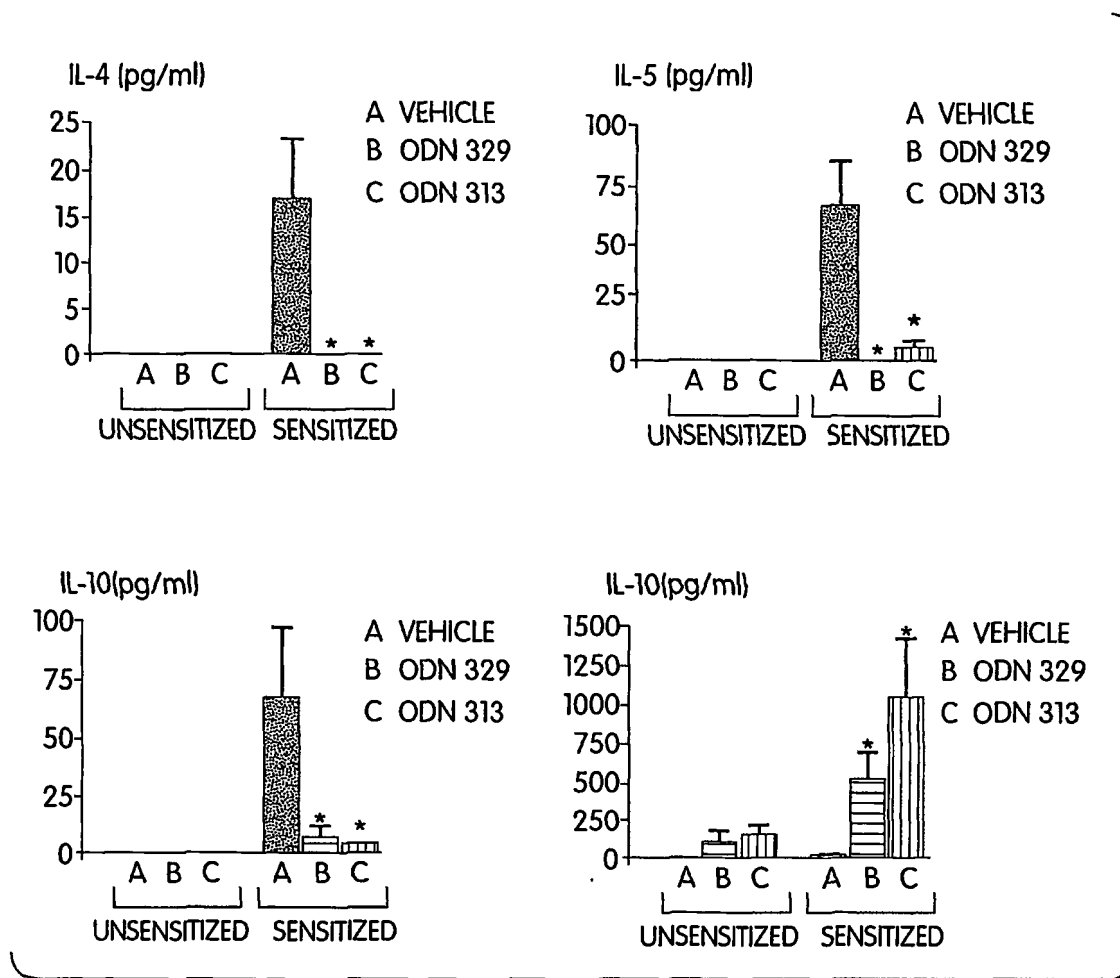 IL-4 (pg/ml)
A VEHICLE
B ODN 329
C ODN 313
25
20
15
10
5
0
* *
A B C A B C
UNSENSITIZED SENSITIZED
IL-5 (pg/ml)
A VEHICLE
B ODN 329
C ODN 313
100
75
50
25
0
* *
A B C A B C
UNSENSITIZED SENSITIZED
IL-10(pg/ml)
A VEHICLE
B ODN 329
C ODN 313
100
75
50
25
0
* *
A B C A B C
UNSENSITIZED SENSITIZED
IL-10(pg/ml)
A VEHICLE
B ODN 329
C ODN 313
1500
1250
1000
750
500
250
0
* *
A B C A B C
UNSENSITIZED SENSITIZED